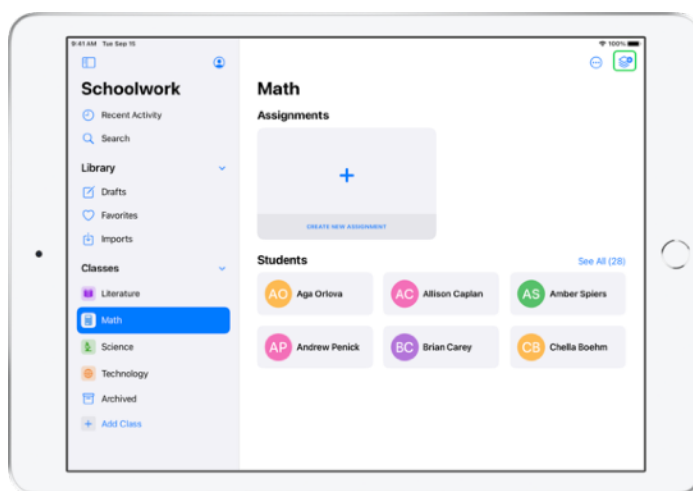 9:41 AM Tue Sep 15
100%
Schoolwork
Recent Activity
Search
Library
Drafts
Favorites
Imports
Classes
Literature
Math
Science
Technology
Archived
Add Class
Math
Assignments
CREATE NEW ASSIGNMENT
Students
See All (28)
AO Aga Orlova
AC Allison Caplan
AS Amber Spiers
AP Andrew Penick
BC Brian Carey
CB Chella Boehm